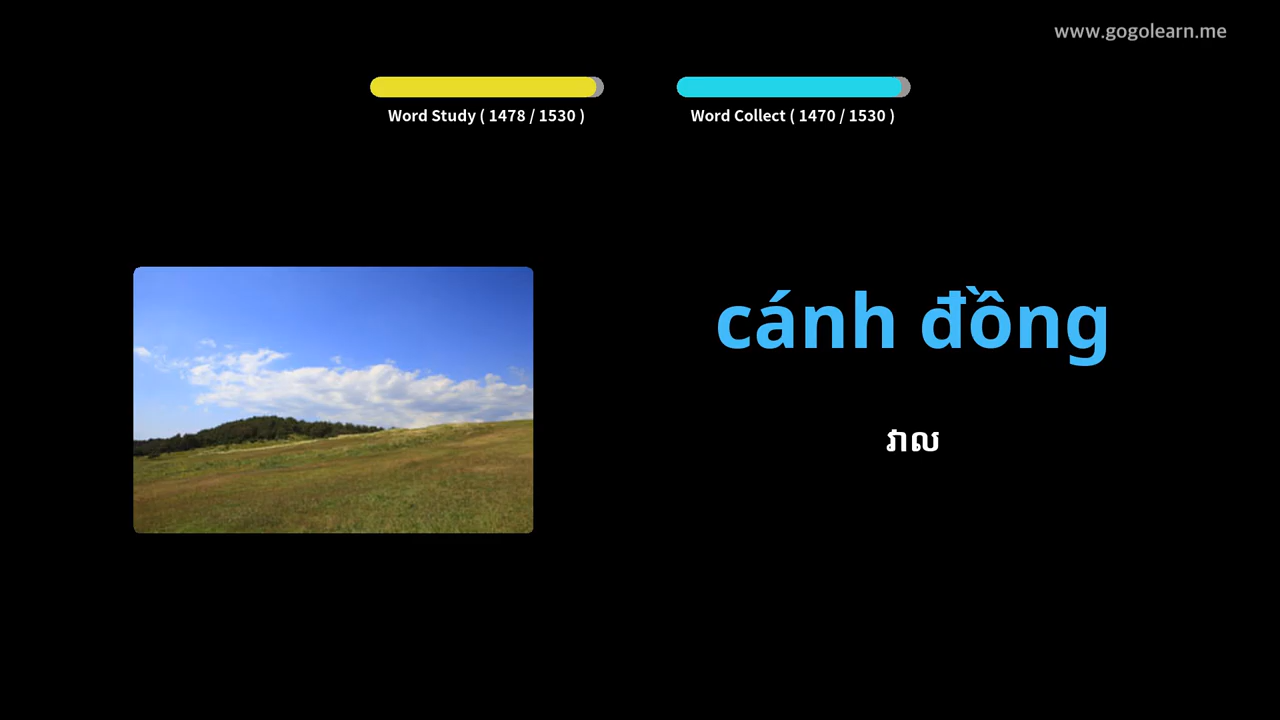 www.gogolearn.me
Word Study ( 1478 / 1530 )
Word Collect ( 1470 / 1530 )
cánh đồng
វាល